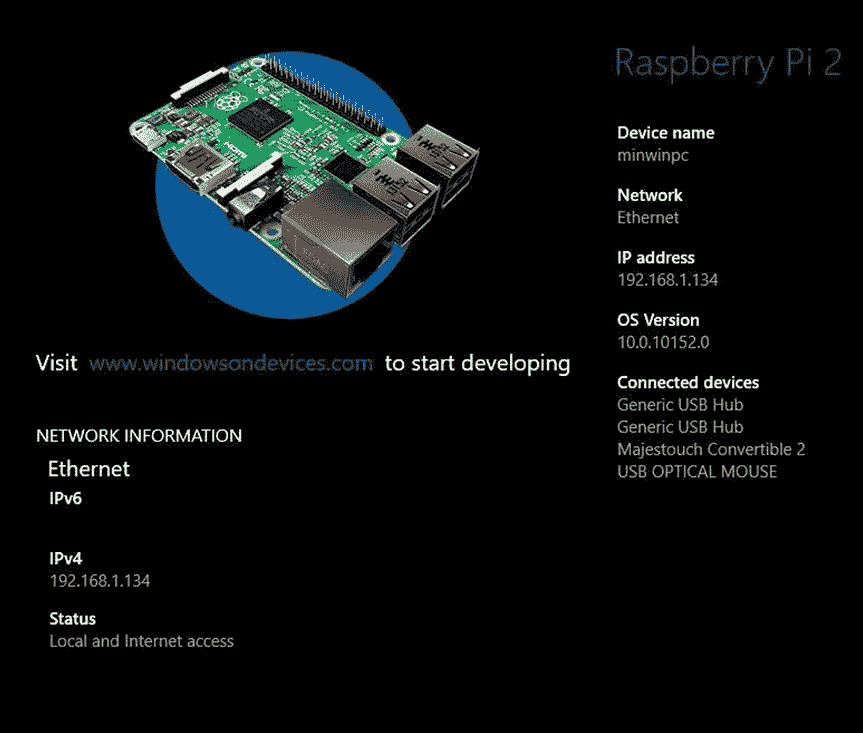 Raspberry Pi 2
Device name
minwinpc
Network
Ethernet
IP address
192.168.1.134
OS Version
10.0.10152.0
Connected devices
Generic USB Hub
Generic USB Hub
Majestouch Convertible 2
USB OPTICAL MOUSE
HDMI
Visit www.windowsondevices.com to start developing
NETWORK INFORMATION
Ethernet
IPv6
IPv4
192.168.1.134
Status
Local and Internet access